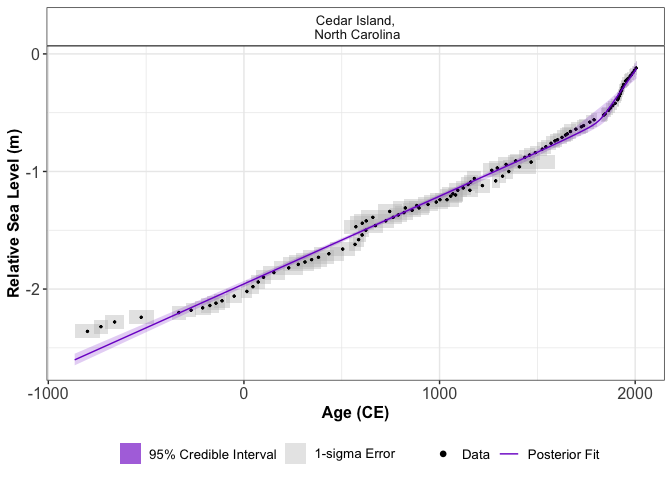 Cedar Island,
North Carolina
0
-1
-2
Relative Sea Level (m)
-1000
0
1000
2000
Age (CE)
95% Credible Interval
1-sigma Error
Data
Posterior Fit